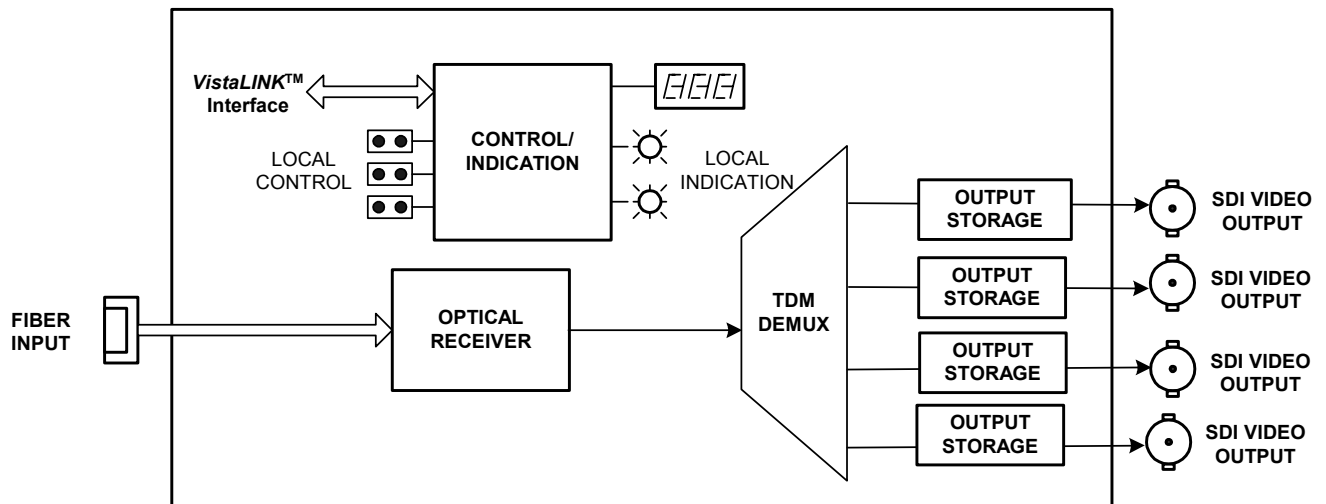 VistaLINK™
Interface
CONTROL/
INDICATION
LOCAL
CONTROL
LOCAL
INDICATION
FIBER
INPUT
OPTICAL
RECEIVER
TDM
DEMUX
OUTPUT
STORAGE
SDI VIDEO
OUTPUT
OUTPUT
STORAGE
SDI VIDEO
OUTPUT
OUTPUT
STORAGE
SDI VIDEO
OUTPUT
OUTPUT
STORAGE
SDI VIDEO
OUTPUT